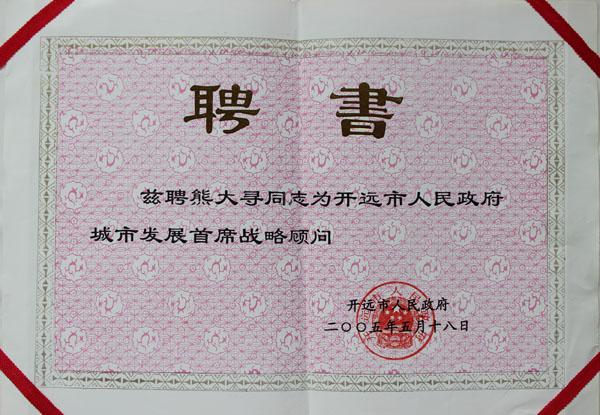 聘書
兹聘熊大寻同志为开远市人民政府
城市发展首席战略顾问
开远市人民政府
二〇〇五年五月十八日